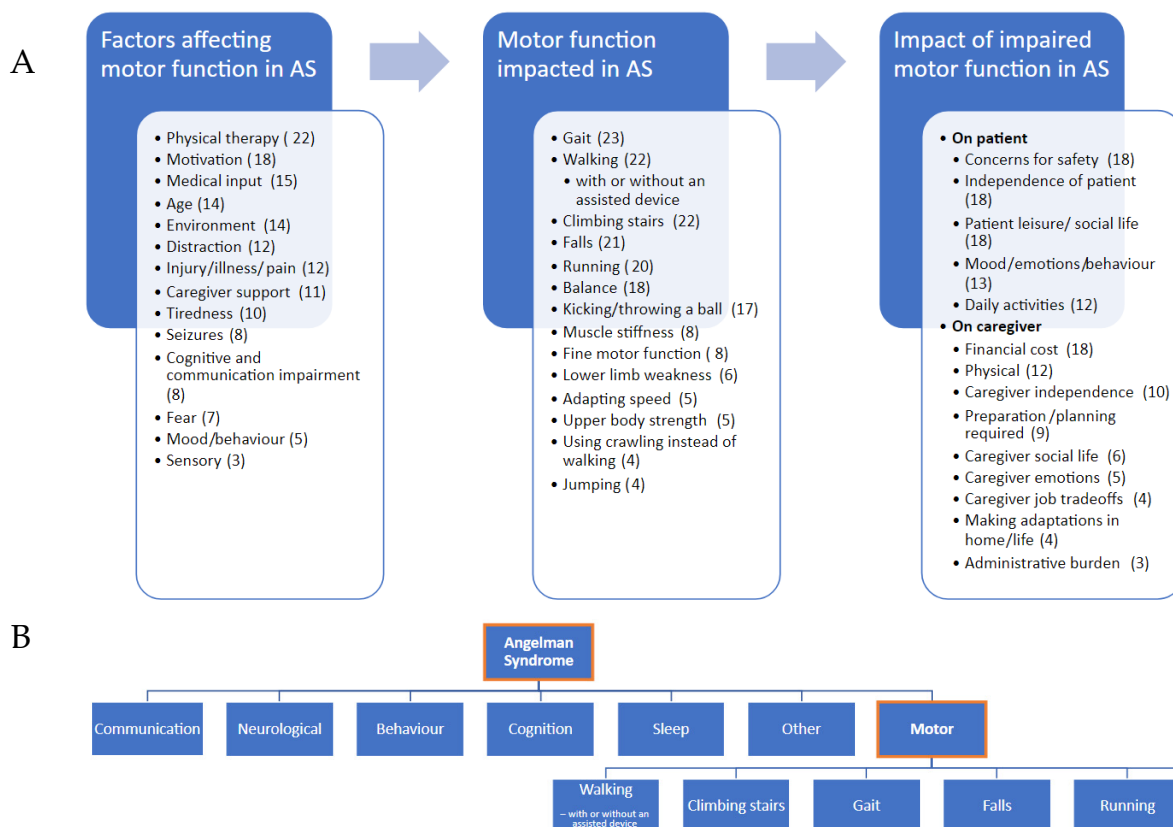 A
Factors affecting
motor function in AS
• Physical therapy ( 22)
• Motivation (18)
• Medical input (15)
• Age (14)
• Environment (14)
• Distraction (12)
• Injury/illness/ pain (12)
• Caregiver support (11)
• Tiredness (10)
• Seizures (8)
• Cognitive and
communication impairment
(8)
• Fear (7)
• Mood/behaviour (5)
• Sensory (3)
Motor function
impacted in AS
• Gait (23)
• Walking (22)
• with or without an
assisted device
• Climbing stairs (22)
• Falls (21)
• Running (20)
• Balance (18)
• Kicking/throwing a ball (17)
• Muscle stiffness (8)
• Fine motor function ( 8)
• Lower limb weakness (6)
• Adapting speed (5)
• Upper body strength (5)
• Using crawling instead of
walking (4)
• Jumping (4)
Impact of impaired
motor function in AS
• On patient
• Concerns for safety (18)
• Independence of patient
(18)
• Patient leisure/ social life
(18)
• Mood/emotions/behaviour
(13)
• Daily activities (12)
• On caregiver
• Financial cost (18)
• Physical (12)
• Caregiver independence (10)
• Preparation/planning
required (9)
• Caregiver social life (6)
• Caregiver emotions (5)
• Caregiver job tradeoffs (4)
• Making adaptations in
home/life (4)
• Administrative burden (3)
B
Angelman
Syndrome
Communication
Neurological
Behaviour
Cognition
Sleep
Other
Motor
Walking
– with or without an
assisted device
Climbing stairs
Gait
Falls
Running